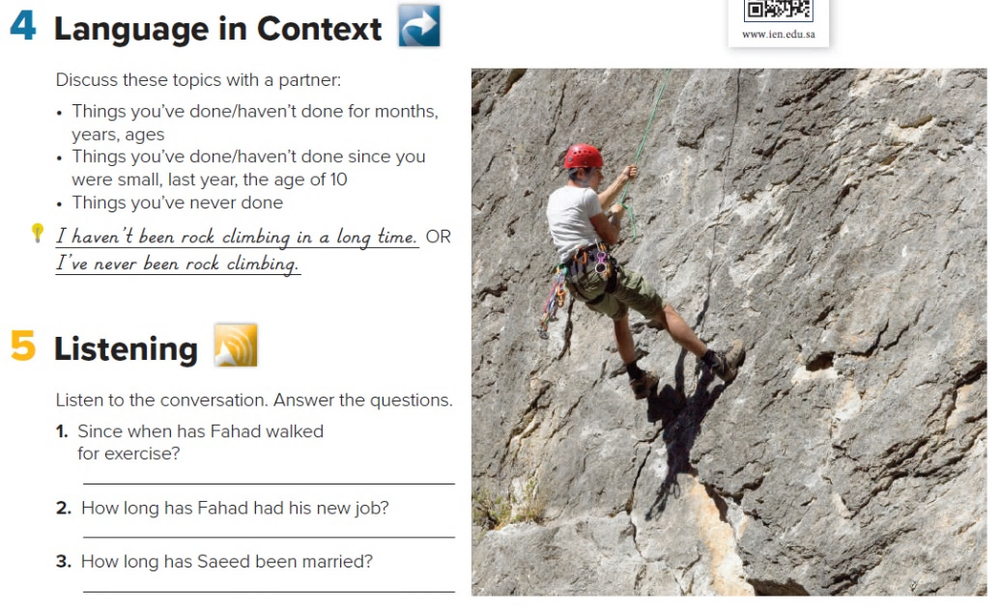 4 Language in Context
www.ien.edu.sa
Discuss these topics with a partner:
• Things you've done/haven't done for months,
years, ages
• Things you've done/haven't done since you
were small, last year, the age of 10
• Things you've never done
I haven't been rock climbing in a long time. OR
I've never been rock climbing.
5 Listening
Listen to the conversation. Answer the questions.
1. Since when has Fahad walked
for exercise?
2. How long has Fahad had his new job?
3. How long has Saeed been married?